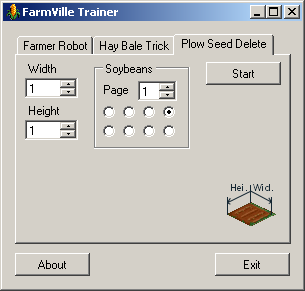 FarmVille Trainer
Farmer Robot
Hay Bale Trick
Plow Seed Delete
Width
1
Height
1
Soybeans
Page 1
Start
Hei. Wid.
About
Exit